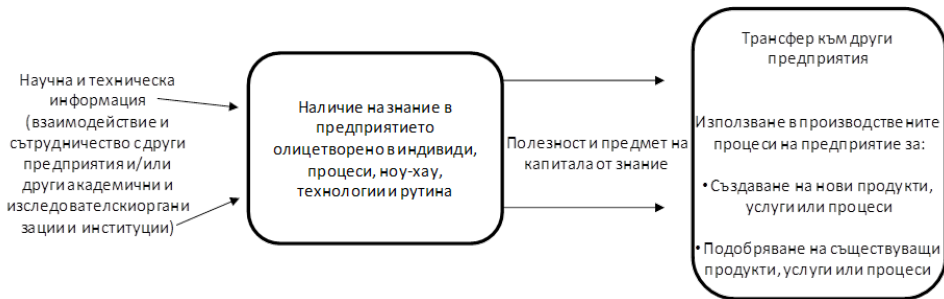 Научна и техническа
информация
(взаимодействие и
сътрудничество с други
предприятия и/или
други академични и
изследователскиоргани
зации и институции)
Наличие на знание в
предприятието
олицетворено в индивиди,
процеси, ноу-хау,
технологии и рутина
Полезност и предмет на
капитала от знание
Трансфер към други
предприятия
Използване в производствените
процеси на предприятие за:
• Създаване на нови продукти,
услуги или процеси
• Подобряване на съществуващи
продукти, услуги или процеси